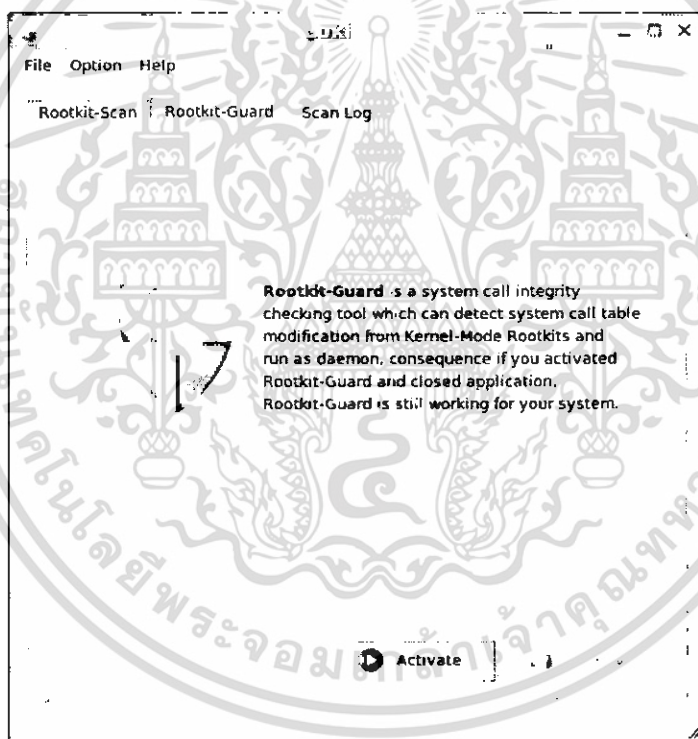 File Option Help
Rootkit-Scan Rootkit-Guard Scan Log
Rootkit-Guard is a system call integrity
checking tool which can detect system call table
modification from Kernel-Mode Rootkits and
run as daemon, consequence if you activated
Rootkit-Guard and closed application,
Rootkit-Guard is still working for your system.
Activate